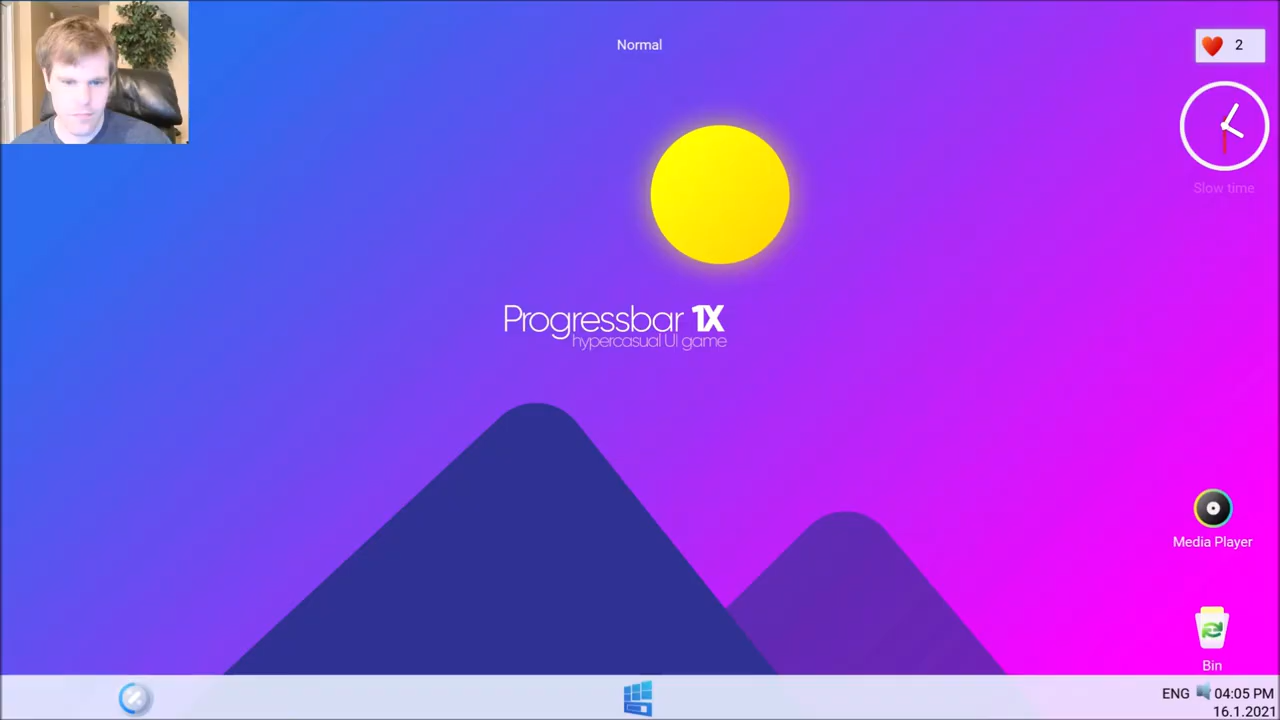 Normal
2
Slow time
Progressbar 1X
hypercasual UI game
Media Player
Bin
ENG 04:05 PM
16.1.2021